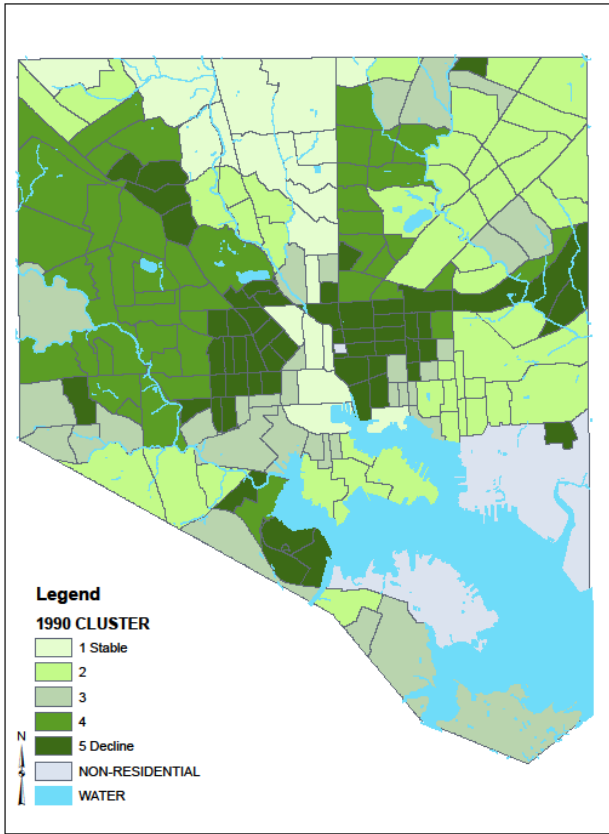 Legend
1990 CLUSTER
1 Stable
2
3
4
5 Decline
NON-RESIDENTIAL
WATER
N